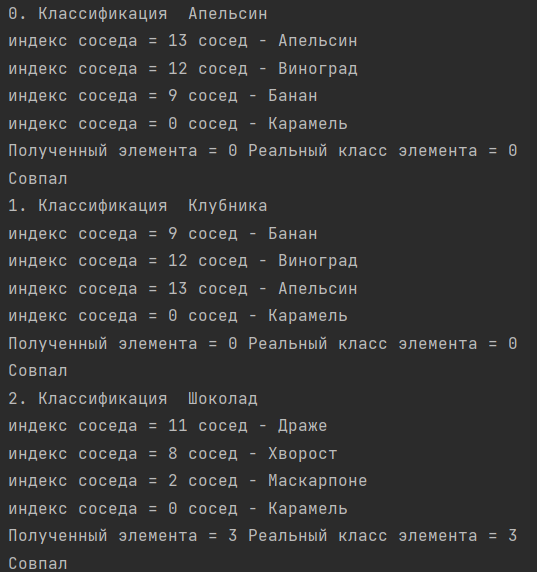 0. Классификация  Апельсин
индекс соседа = 13 сосед - Апельсин
индекс соседа = 12 сосед - Виноград
индекс соседа = 9 сосед - Банан
индекс соседа = 0 сосед - Карамель
Полученный элемента = 0 Реальный класс элемента = 0
Совпал
1. Классификация  Клубника
индекс соседа = 9 сосед - Банан
индекс соседа = 12 сосед - Виноград
индекс соседа = 13 сосед - Апельсин
индекс соседа = 0 сосед - Карамель
Полученный элемента = 0 Реальный класс элемента = 0
Совпал
2. Классификация  Шоколад
индекс соседа = 11 сосед - Драже
индекс соседа = 8 сосед - Хворост
индекс соседа = 2 сосед - Маскарпоне
индекс соседа = 0 сосед - Карамель
Полученный элемента = 3 Реальный класс элемента = 3
Совпал